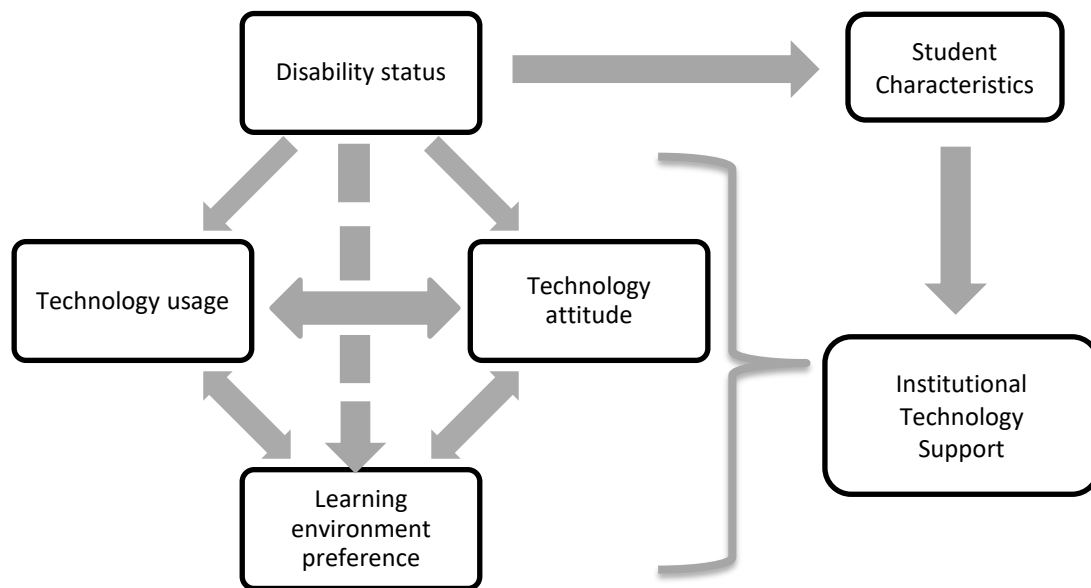 Disability status
Student
Characteristics
Technology usage
Technology
attitude
Institutional
Technology
Support
Learning
environment
preference